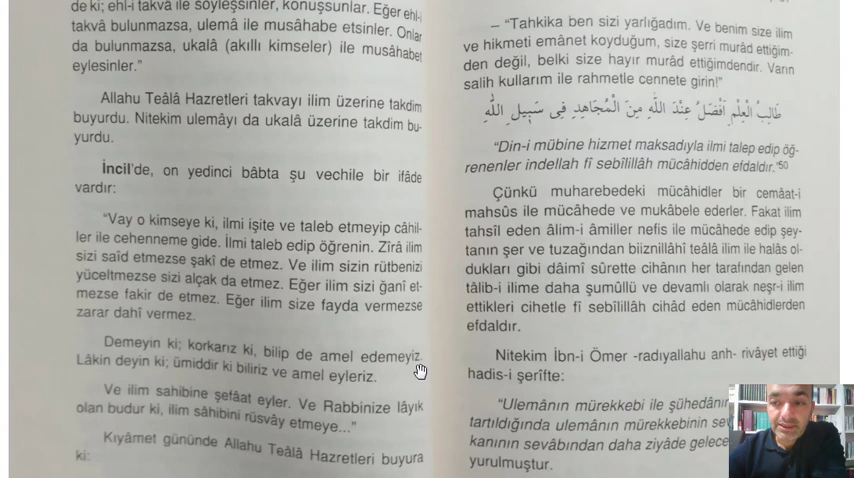 de ki; ehl-i takvâ ile söyleşsinler, konuşsunlar. Eğer ehl-i
takvâ bulunmazsa, ulemâ ile musâhabe etsinler. Onlar
da bulunmazsa, ukalâ (akıllı kimseler) ile musâhabet
eylesinler.”
Allahu Teâlâ Hazretleri takvayı ilim üzerine takdim
buyurdu. Nitekim ulemâyı da ukalâ üzerine takdim bu-
yurdu.
İncil’de, on yedinci bâbta şu vechile bir ifâde
vardır:
“Vay o kimseye ki, ilmi işite ve taleb etmeyip câhil-
ler ile cehenneme gide. İlmi taleb edip öğrenin. Zîrâ ilim
sizi saîd etmezse şakî de etmez. Ve ilim sizin rütbenizi
yüceltmezse sizi alçak da etmez. Eğer ilim sizi ğanî et-
mezse fakir de etmez. Eğer ilim size fayda vermezse
zarar dahî vermez.
Demeyin ki; korkarız ki, bilip de amel edemeyiz.
Lâkin deyin ki; ümiddir ki biliriz ve amel eyleriz.
Ve ilim sahibine şefâat eyler. Ve Rabbinize lâyık
olan budur ki, ilim sâhibini rüsvây etmeye...”
Kıyâmet gününde Allahu Teâlâ Hazretleri buyura
ki:
– “Tahkika ben sizi yarlığadım. Ve benim size ilim
ve hikmeti emânet koyduğum, size şerri murâd ettiğim-
den değil, belki size hayır murâd ettiğimdendir. Varın
salih kullarım ile rahmetle cennete girin!”
طَالِبُ الْعِلْمِ اَفْضَلُ عِنْدَ اللّٰهِ مِنَ الْمُجَاهِدِ فِى سَبِيلِ اللّٰهِ
“Din-i mübine hizmet maksadıyla ilmi talep edip öğ-
renenler indellah fî sebîlillâh mücâhidden efdaldır.”50
Çünkü muharebedeki mücâhidler bir cemâat-i
mahsûs ile mücâhede ve mukâbele ederler. Fakat ilim
tahsîl eden âlim-i âmiller nefis ile mücâhede edip şey-
tanın şer ve tuzağından biiznillâhî teâlâ ilim ile halâs ol-
dukları gibi dâimî sûrette cihânın her tarafından gelen
tâlib-i ilime daha şumûllü ve devamlı olarak neşr-i ilim
ettikleri cihetle fî sebîlillâh cihâd eden mücâhidlerden
efdaldır.
Nitekim İbn-i Ömer -radıyallahu anh- rivâyet ettiği
hadis-i şerîfte:
“Ulemânın mürekkebi ile şühedânın
tartıldığında ulemânın mürekkebinin
kanının sevâbından daha ziyâde
yurulmuştur.